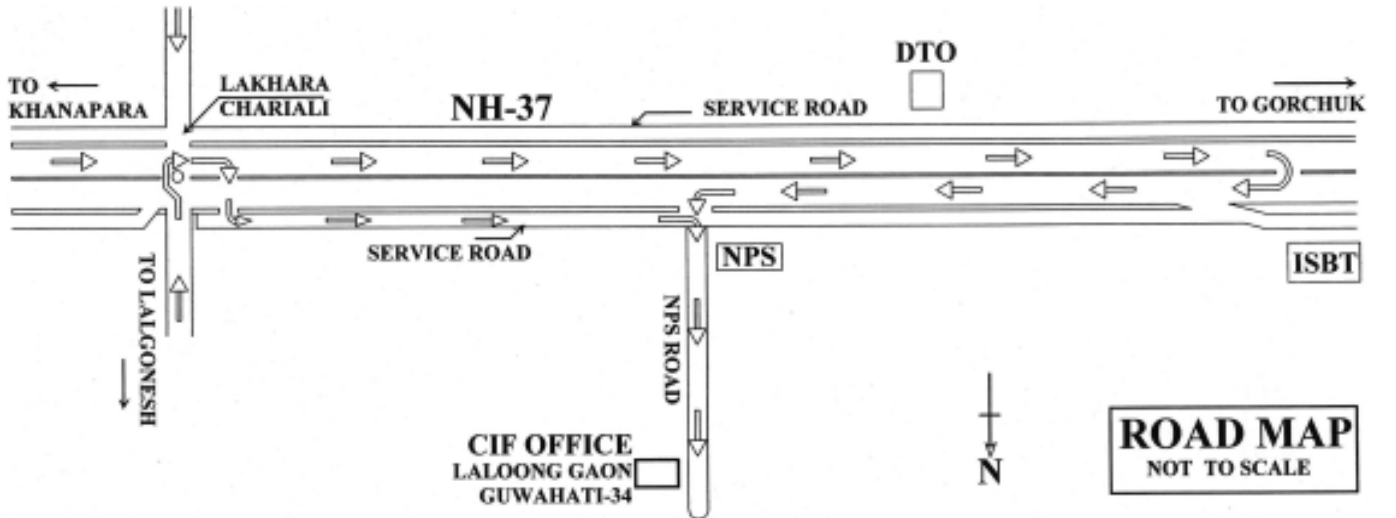 TO
KHANAPARA
LAKHARA
CHARIALI
NH-37
SERVICE ROAD
DTO
TO GORCHUK
SERVICE ROAD
NPS
ISBT
TO LALGONESH
NPS ROAD
CIF OFFICE
LALOONG GAON
GUWAHATI-34
N
ROAD MAP
NOT TO SCALE